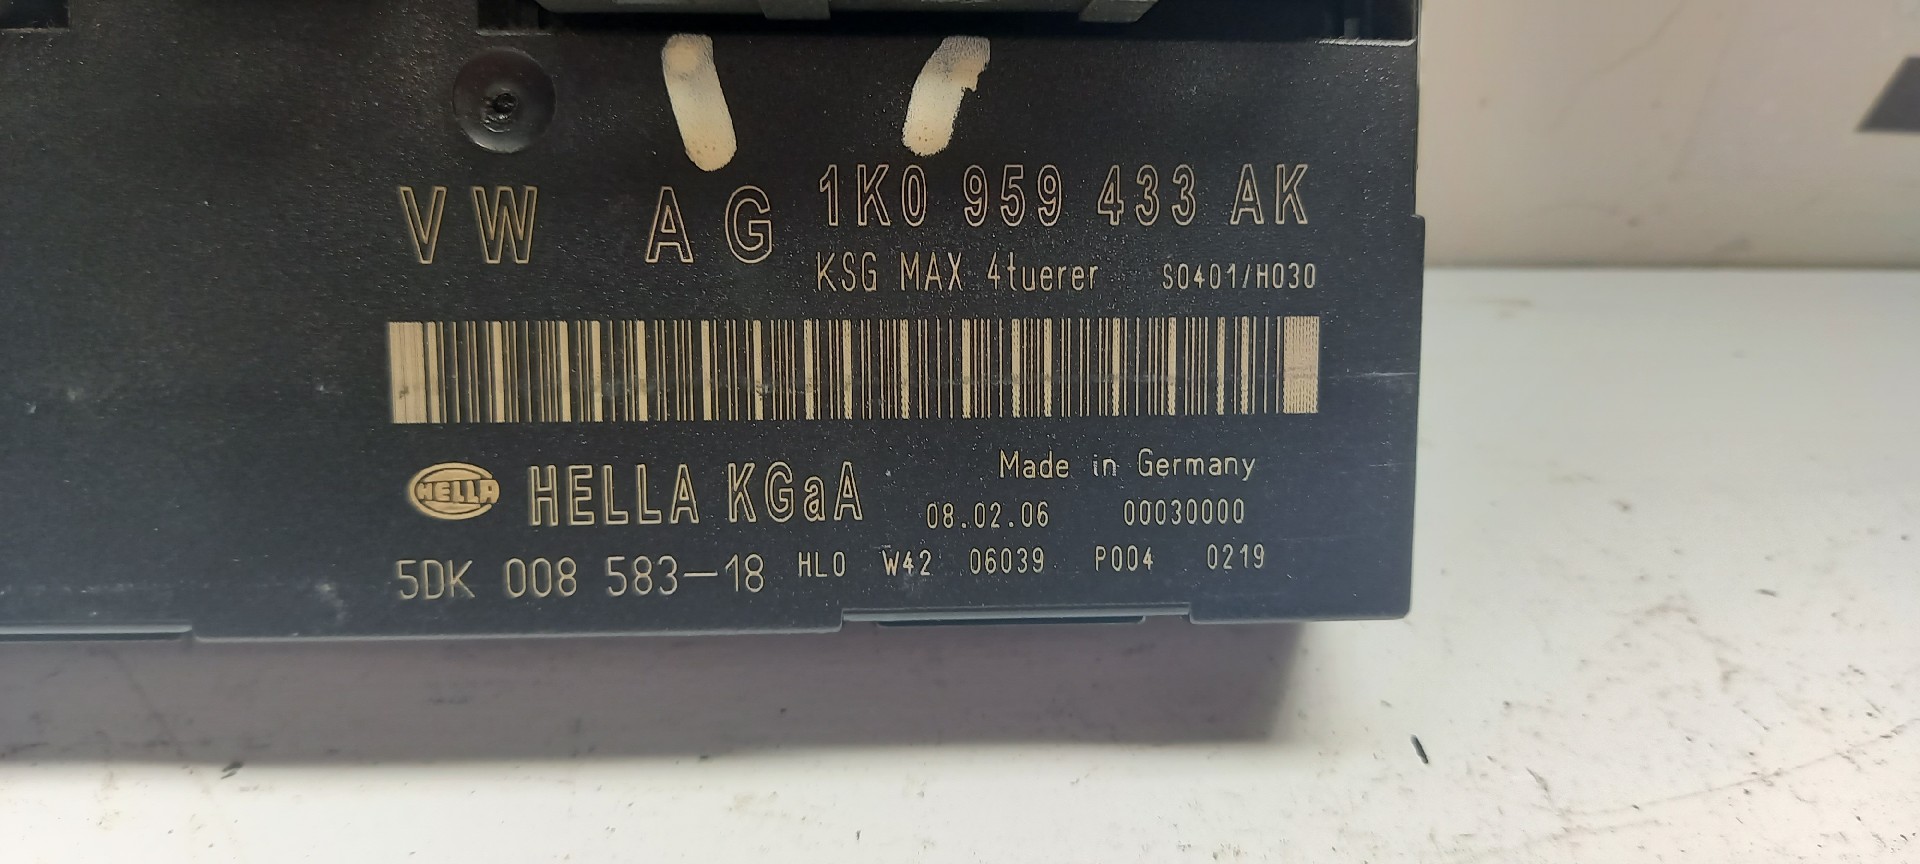 VW AG 1K0 959 433 AK
KSG MAX 4tuerer S0401/H030
HELLA HELLA KGaA Made in Germany
08.02.06 00030000
5DK 008 583-18 HLO W42 06039 P004 0219